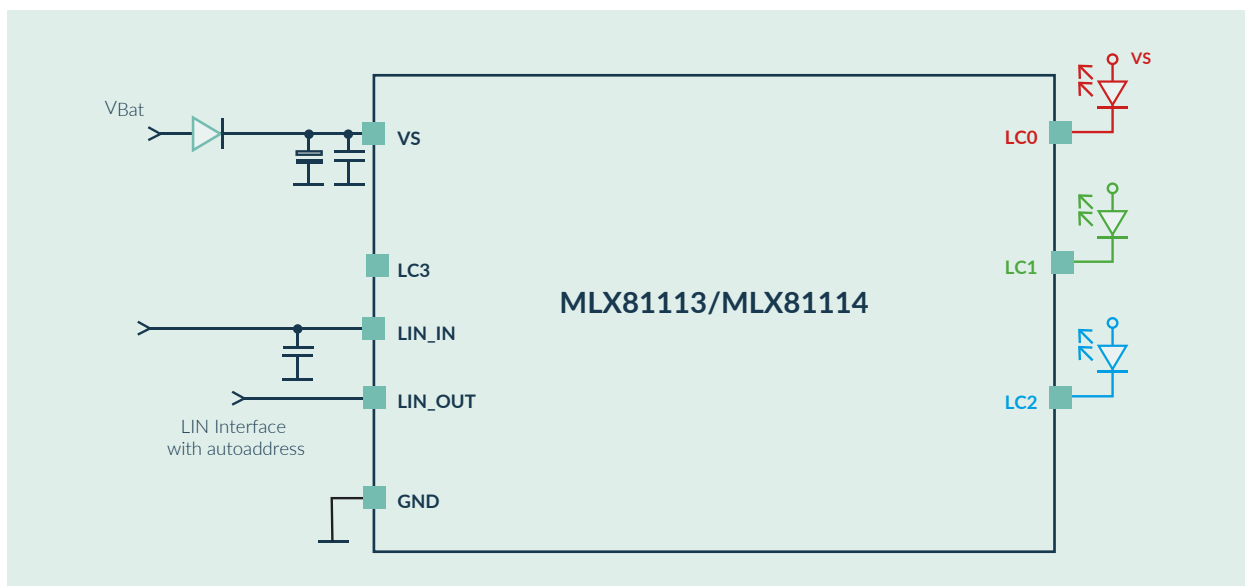 VBat
VS
VS
LC0
LC3
LC1
MLX81113/MLX81114
LIN_IN
LIN_OUT
LC2
LIN Interface
with autoaddress
GND